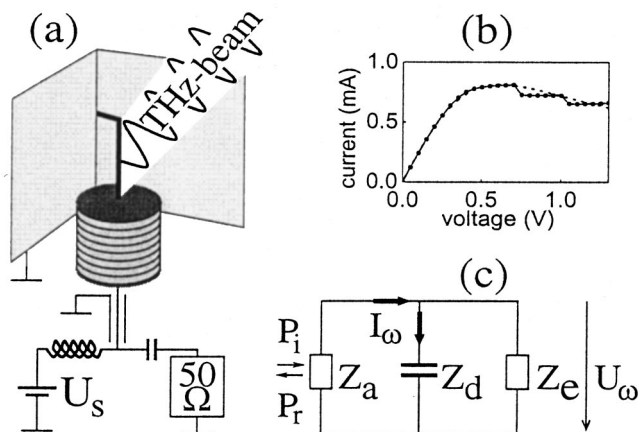 (a)
THz-beam
U_s
50
Ω
(b)
current (mA)
1.0
0.5
0.0
0.0 0.5 1.0
voltage (V)
(c)
P_i
P_r
I_ω
Z_a
Z_d
Z_e
U_ω